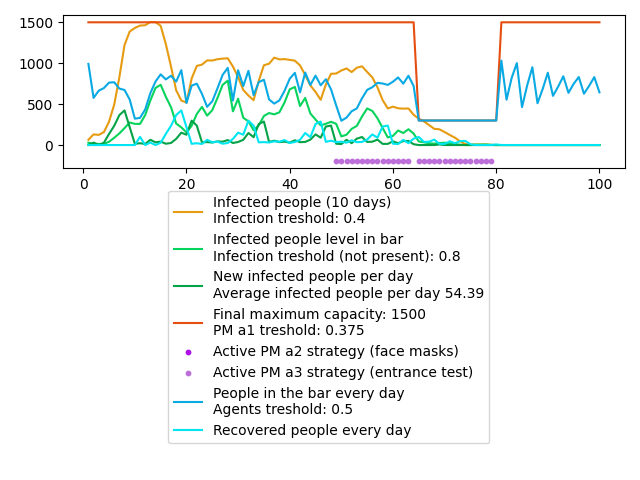 1500
1000
500
0
0 20 40 60 80 100
Infected people (10 days)
Infection treshold: 0.4
Infected people level in bar
Infection treshold (not present): 0.8
New infected people per day
Average infected people per day 54.39
Final maximum capacity: 1500
PM a1 treshold: 0.375
Active PM a2 strategy (face masks)
Active PM a3 strategy (entrance test)
People in the bar every day
Agents treshold: 0.5
Recovered people every day